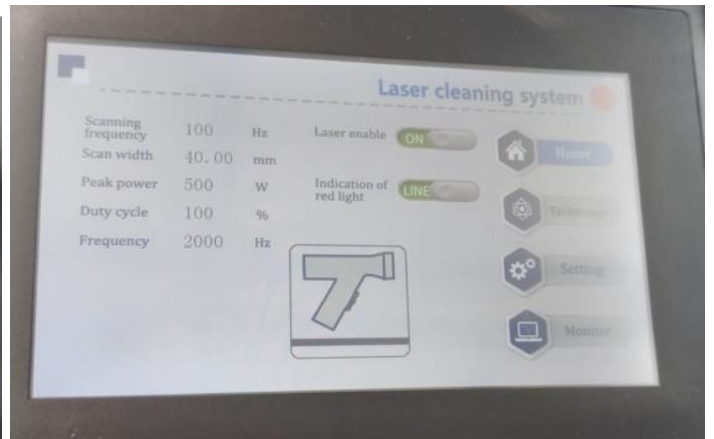 Laser cleaning system
Scanning
frequency 100 Hz
Scan width 40.00 mm
Peak power 500 W
Duty cycle 100 %
Frequency 2000 Hz
Laser enable ON
Indication of
red light LINE
Home
Technology
Setting
Monitor